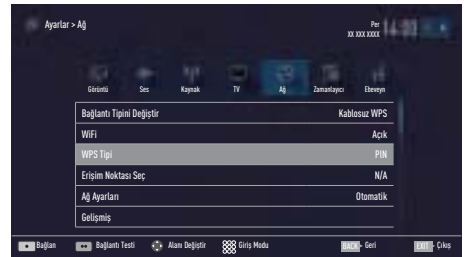 Ayarlar > Ağ
Per
xx xxx xxxx
Görüntü Ses Kaynak TV Ağ Zamanlayıcı Ebeveyn
Bağlantı Tipini Değiştir Kablosuz WPS
WiFi Açık
WPS Tipi PIN
Erişim Noktası Seç N/A
Ağ Ayarları Otomatik
Gelişmiş
Bağlan Bağlantı Testi Alanı Değiştir Giriş Modu BACK - Geri EXIT - Çıkış